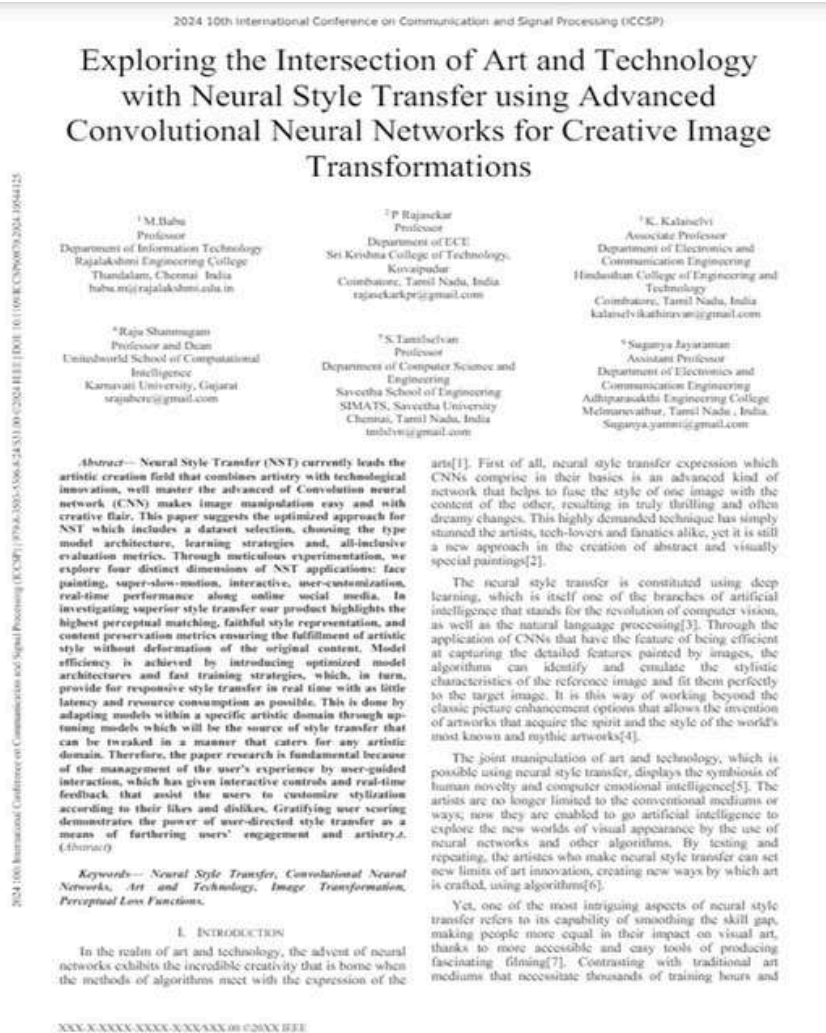 2024 10th International Conference on Communication and Signal Processing (ICCSP)
Exploring the Intersection of Art and Technology
with Neural Style Transfer using Advanced
Convolutional Neural Networks for Creative Image
Transformations
1 M.Babu
Professor
Department of Information Technology
Rajalakshmi Engineering College
Thandalam, Chennai India
babu.m@rajalakshmi.edu.in
2 P Rajasekar
Professor
Department of ECE
Sri Krishna College of Technology,
Kovaipudur
Coimbatore, Tamil Nadu, India
rajasekarkpr@gmail.com
3 K. Kalaiselvi
Associate Professor
Department of Electronics and
Communication Engineering
Hindusthan College of Engineering and
Technology
Coimbatore, Tamil Nadu, India
kalaiselvikathiravan@gmail.com
4 Raju Shanmugam
Professor and Dean
Unitedworld School of Computational
Intelligence
Karnavati University, Gujarat
srajuhere@gmail.com
5 S.Tamilselvan
Professor
Department of Computer Science and
Engineering
Saveetha School of Engineering
SIMATS, Saveetha University
Chennai, Tamil Nadu, India
6 Suganya Jayaraman
Assistant Professor
Department of Electronics and
Communication Engineering
Adhiparasakthi Engineering College
Melmaruvathur, Tamil Nadu , India.
Suganya.yamni@gmail.com
Abstract— Neural Style Transfer (NST) currently leads the
artistic creation field that combines artistry with technological
innovation, well master the advanced of Convolution neural
network (CNN) makes image manipulation easy and with
creative flair. This paper suggests the optimized approach for
NST which includes a dataset selection, choosing the type
model architecture, learning strategies and, all-inclusive
evaluation metrics. Through meticulous experimentation, we
explore four distinct dimensions of NST applications: face
painting, super-slow-motion, interactive, user-customization,
real-time performance along online social media. In
investigating superior style transfer our product highlights the
highest perceptual matching, faithful style representation, and
content preservation metrics ensuring the fulfillment of artistic
style without deformation of the original content. Model
efficiency is achieved by introducing optimized model
architectures and fast training strategies, which, in turn,
provide for responsive style transfer in real time with as little
latency and resource consumption as possible. This is done by
adapting models within a specific artistic domain through up-
tuning models which will be the source of style transfer that
can be tweaked in a manner that caters for any artistic
domain. Therefore, the paper research is fundamental because
of the management of the user's experience by user-guided
interaction, which has given interactive controls and real-time
feedback that assist the users to customize stylization
according to their likes and dislikes. Gratifying user scoring
demonstrates the power of user-directed style transfer as a
means of furthering users' engagement and artistry.
(Abstract)
Keywords— Neural Style Transfer, Convolutional Neural
Networks, Art and Technology, Image Transformation,
Perceptual Loss Functions.
I. INTRODUCTION
In the realm of art and technology, the advent of neural
networks exhibits the incredible creativity that is borne when
the methods of algorithms meet with the expression of the
arts[1]. First of all, neural style transfer expression which
CNNs comprise in their basics is an advanced kind of
network that helps to fuse the style of one image with the
content of the other, resulting in truly thrilling and often
dreamy changes. This highly demanded technique has simply
stunned the artists, tech-lovers and fanatics alike, yet it is still
a new approach in the creation of abstract and visually
special paintings[2].
The neural style transfer is constituted using deep
learning, which is itself one of the branches of artificial
intelligence that stands for the revolution of computer vision,
as well as the natural language processing[3]. Through the
application of CNNs that have the feature of being efficient
at capturing the detailed features painted by images, the
algorithms can identify and emulate the stylistic
characteristics of the reference image and fit them perfectly
to the target image. It is this way of working beyond the
classic picture enhancement options that allows the invention
of artworks that acquire the spirit and the style of the world's
most known and mythic artworks[4].
The joint manipulation of art and technology, which is
possible using neural style transfer, displays the symbiosis of
human novelty and computer emotional intelligence[5]. The
artists are no longer limited to the conventional mediums or
ways; now they are enabled to go artificial intelligence to
explore the new worlds of visual appearance by the use of
neural networks and other algorithms. By testing and
repeating, the artistes who make neural style transfer can set
new limits of art innovation, creating new ways by which art
is crafted, using algorithms[6].
Yet, one of the most intriguing aspects of neural style
transfer refers to its capability of smoothing the skill gap,
making people more equal in their impact on visual art,
thanks to more accessible and easy tools of producing
fascinating filming[7]. Contrasting with traditional art
mediums that necessitate thousands of training hours and
XXX-X-XXXX-XXXX-X/XX/$XX.00 ©20XX IEEE